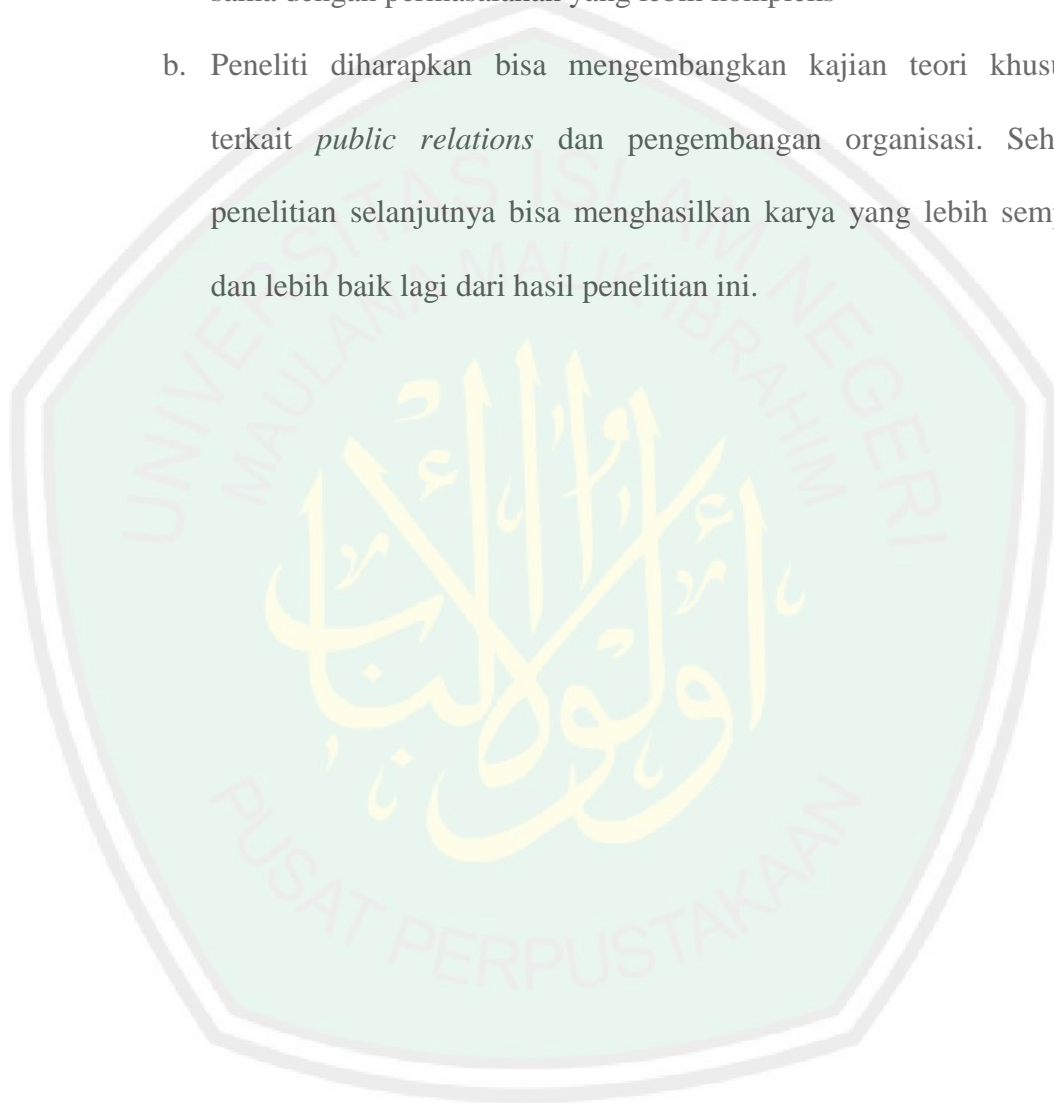 b. Peneliti diharapkan bisa mengembangkan kajian teori khusu
terkait public relations dan pengembangan organisasi. Seh
penelitian selanjutnya bisa menghasilkan karya yang lebih semp
dan lebih baik lagi dari hasil penelitian ini.
UNIVERSITAS ISLAM NEGERI
MAULANA MALIK IBRAHIM
أولوا الألباب
PUSAT PERPUSTAKAAN